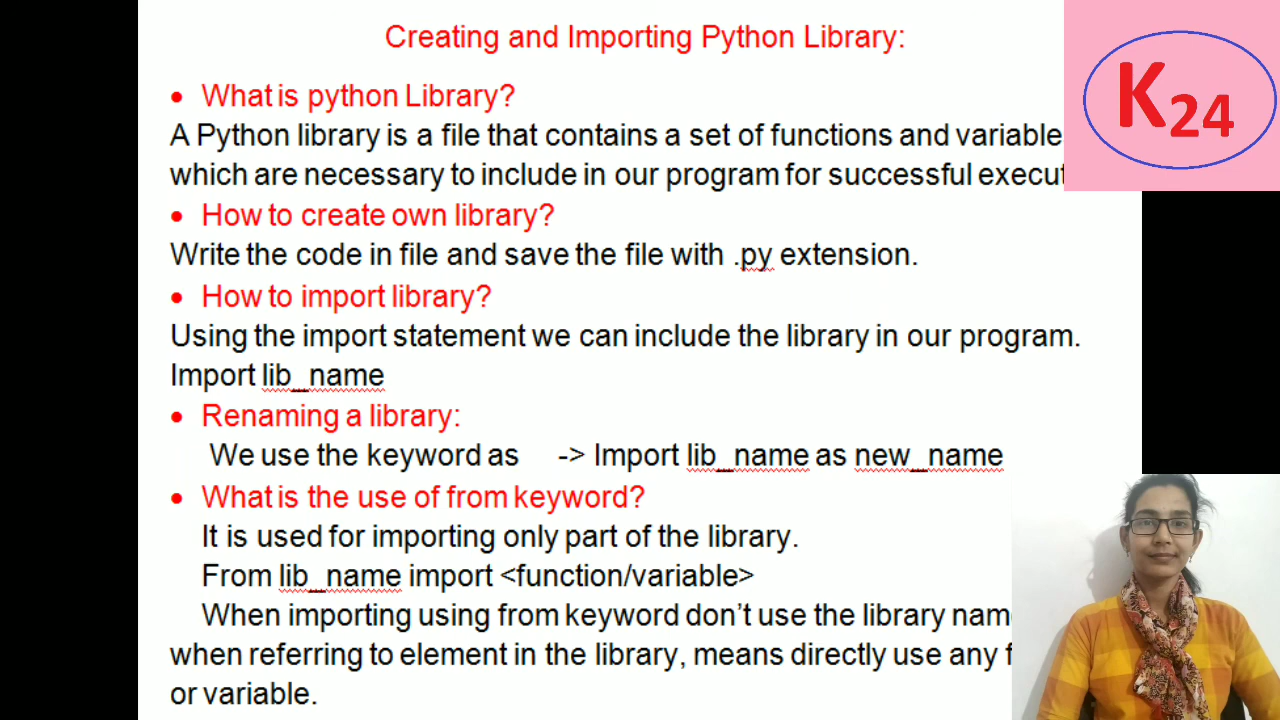 Creating and Importing Python Library:
K24
• What is python Library?
A Python library is a file that contains a set of functions and variable
which are necessary to include in our program for successful
• How to create own library?
Write the code in file and save the file with .py extension.
• How to import library?
Using the import statement we can include the library in our program.
Import lib_name
• Renaming a library:
We use the keyword as -> Import lib_name as new_name
• What is the use of from keyword?
It is used for importing only part of the library.
From lib_name import <function/variable>
When importing using from keyword don’t use the library
when referring to element in the library, means directly use any
or variable.